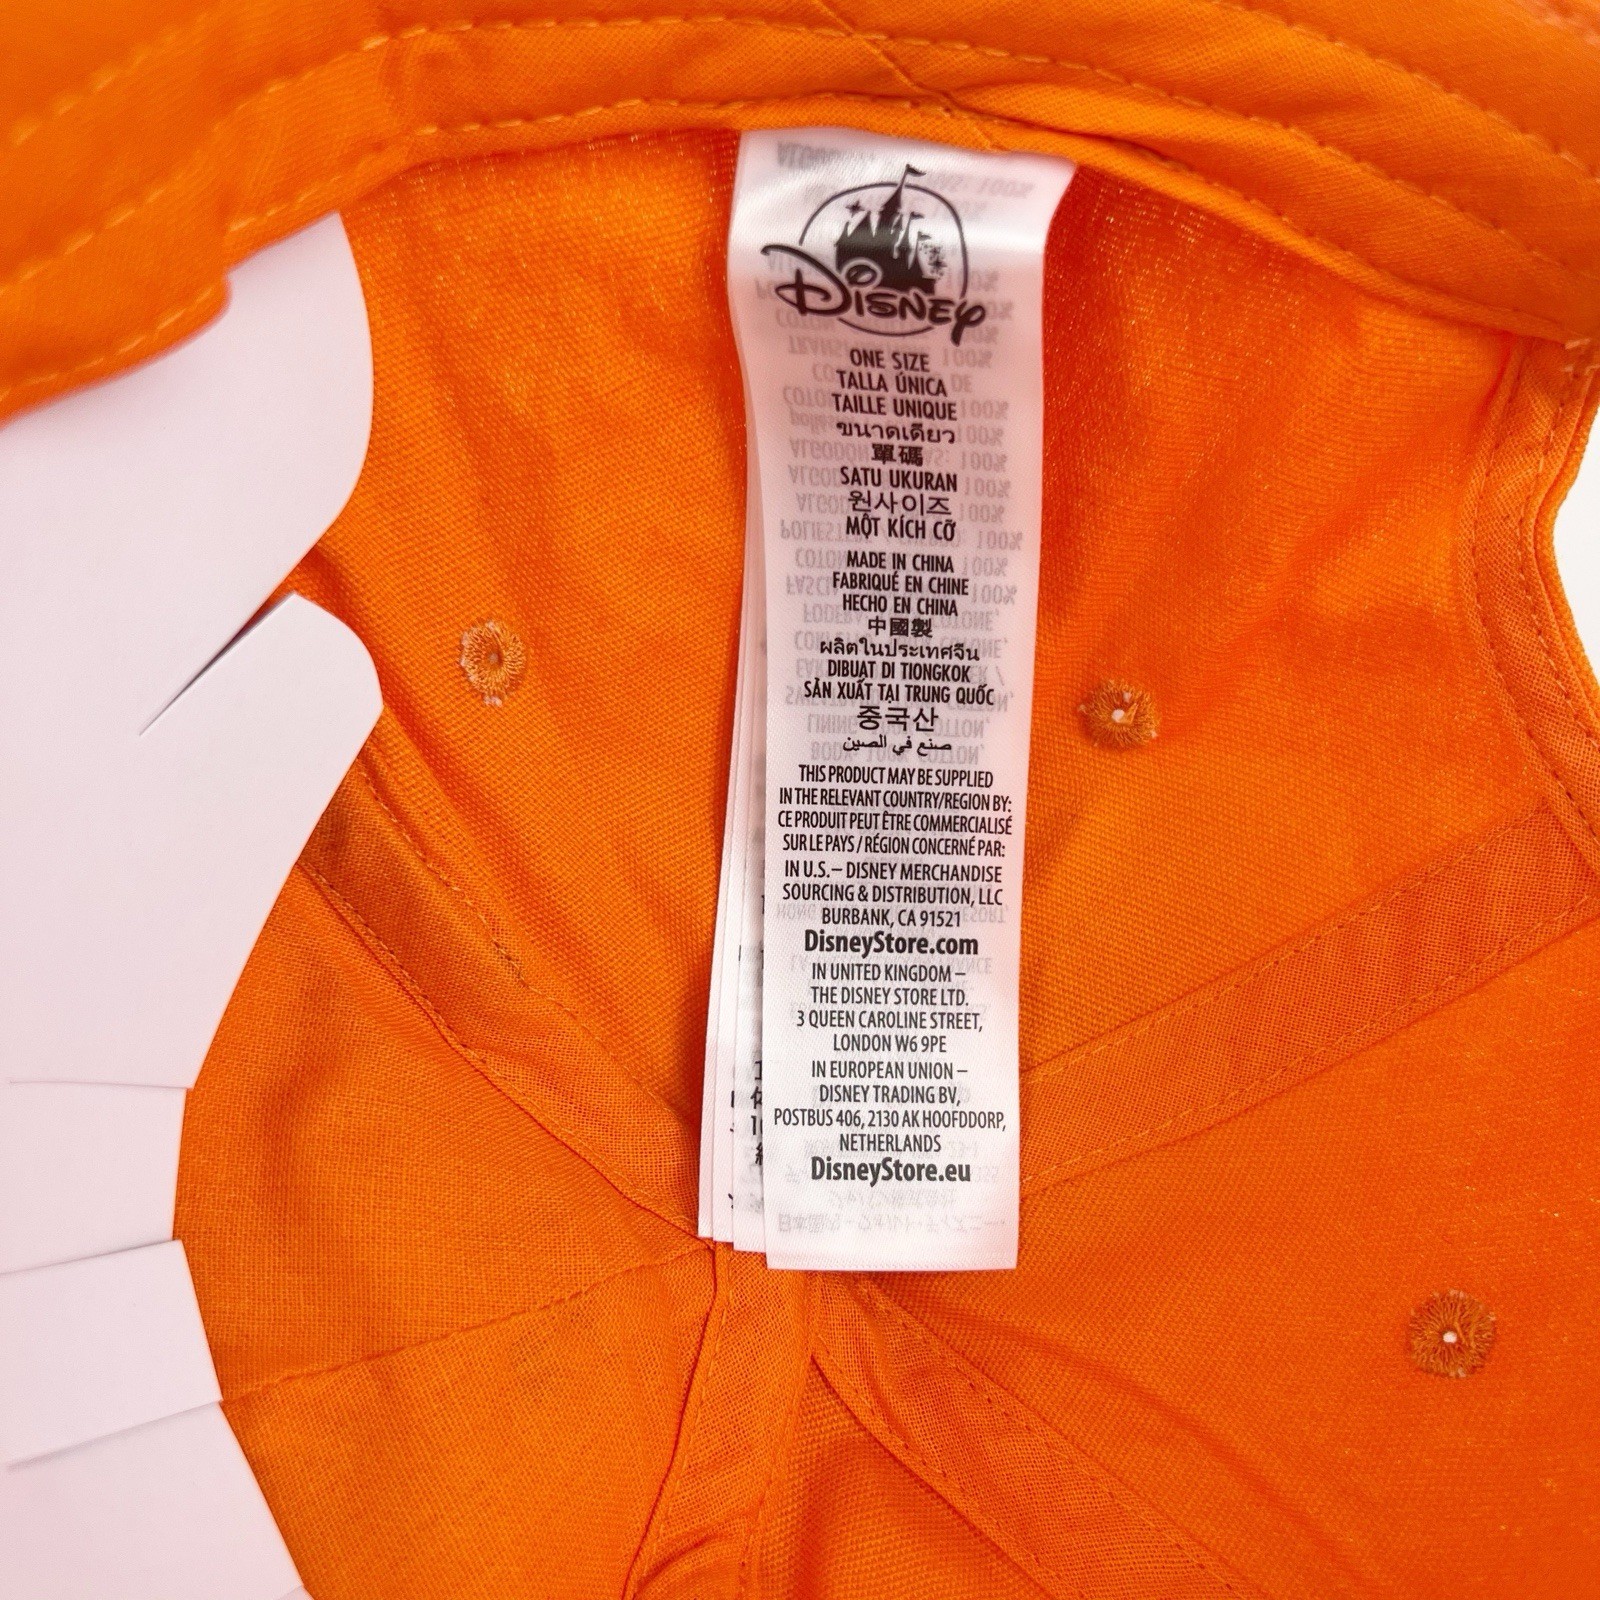 Disney
ONE SIZE
TALLA ÚNICA
TAILLE UNIQUE
ขนาดเดียว
單碼
SATU UKURAN
원사이즈
MỘT KÍCH CỠ
MADE IN CHINA
FABRIQUÉ EN CHINE
HECHO EN CHINA
中國製
ผลิตในประเทศจีน
DIBUAT DI TIONGKOK
SẢN XUẤT TẠI TRUNG QUỐC
중국산
صنع في الصين
THIS PRODUCT MAY BE SUPPLIED
IN THE RELEVANT COUNTRY/REGION BY:
CE PRODUIT PEUT ÊTRE COMMERCIALISÉ
SUR LE PAYS / RÉGION CONCERNÉ PAR:
IN U.S.– DISNEY MERCHANDISE
SOURCING & DISTRIBUTION, LLC
BURBANK, CA 91521
DisneyStore.com
IN UNITED KINGDOM –
THE DISNEY STORE LTD.
3 QUEEN CAROLINE STREET,
LONDON W6 9PE
IN EUROPEAN UNION –
DISNEY TRADING BV,
POSTBUS 406, 2130 AK HOOFDDORP,
NETHERLANDS
DisneyStore.eu